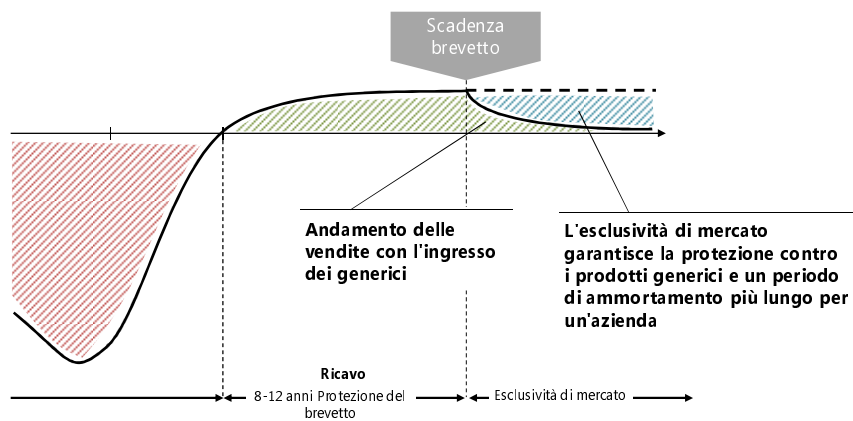 Scadenza
brevetto
Andamento delle
vendite con l'ingresso
dei generici
L'esclusività di mercato
garantisce la protezione contro
i prodotti generici e un periodo
di ammortamento più lungo per
un'azienda
Ricavo
8-12 anni Protezione del
brevetto
Esclusività di mercato